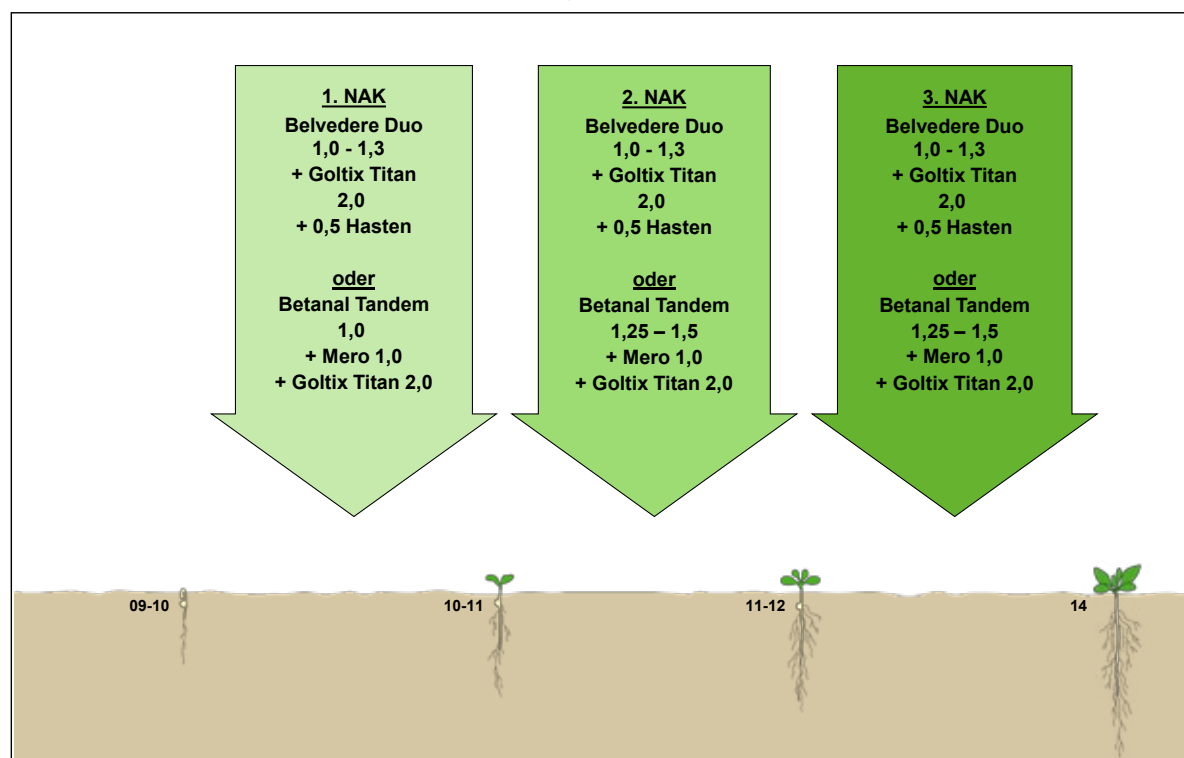 1. NAK
Belvedere Duo
1,0 - 1,3
+ Goltix Titan
2,0
+ 0,5 Hasten
oder
Betanal Tandem
1,0
+ Mero 1,0
+ Goltix Titan 2,0
2. NAK
Belvedere Duo
1,0 - 1,3
+ Goltix Titan
2,0
+ 0,5 Hasten
oder
Betanal Tandem
1,25 – 1,5
+ Mero 1,0
+ Goltix Titan 2,0
3. NAK
Belvedere Duo
1,0 - 1,3
+ Goltix Titan
2,0
+ 0,5 Hasten
oder
Betanal Tandem
1,25 – 1,5
+ Mero 1,0
+ Goltix Titan 2,0
09-10
10-11
11-12
14